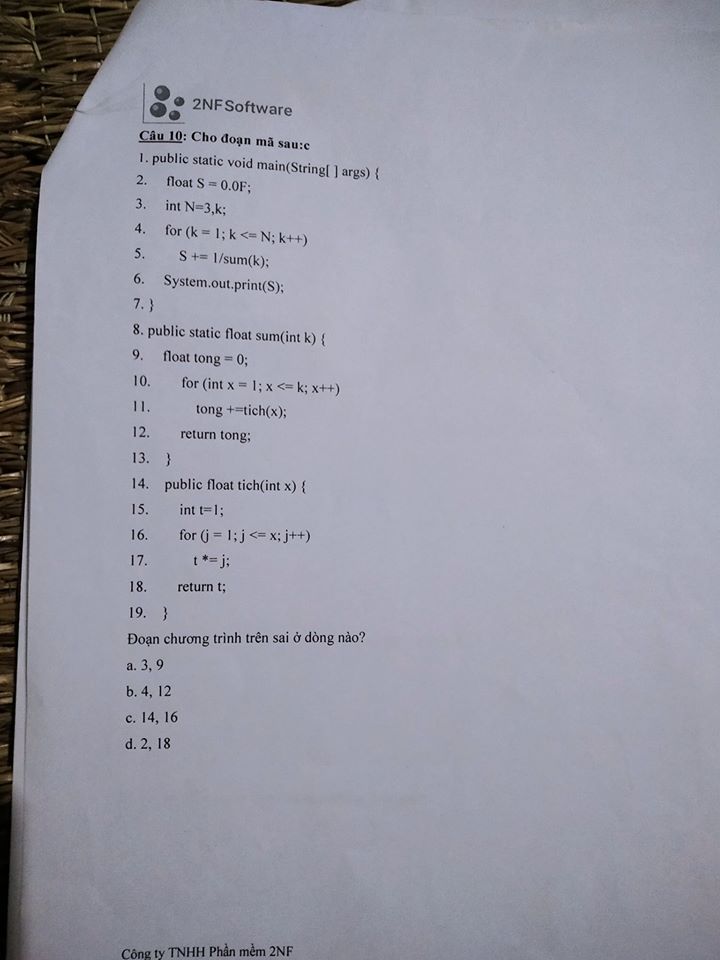 2NFSoftware
Câu 10: Cho đoạn mã sau:c
1. public static void main(String[ ] args) {
2. float S = 0.0F;
3. int N=3,k;
4. for (k = 1; k <= N; k++)
5. S += 1/sum(k);
6. System.out.print(S);
7. }
8. public static float sum(int k) {
9. float tong = 0;
10. for (int x = 1; x <= k; x++)
11. tong +=tich(x);
12. return tong;
13. }
14. public float tich(int x) {
15. int t=1;
16. for (j = 1; j <= x; j++)
17. t *= j;
18. return t;
19. }
Đoạn chương trình trên sai ở dòng nào?
a. 3, 9
b. 4, 12
c. 14, 16
d. 2, 18
Công ty TNHH Phần mềm 2NF